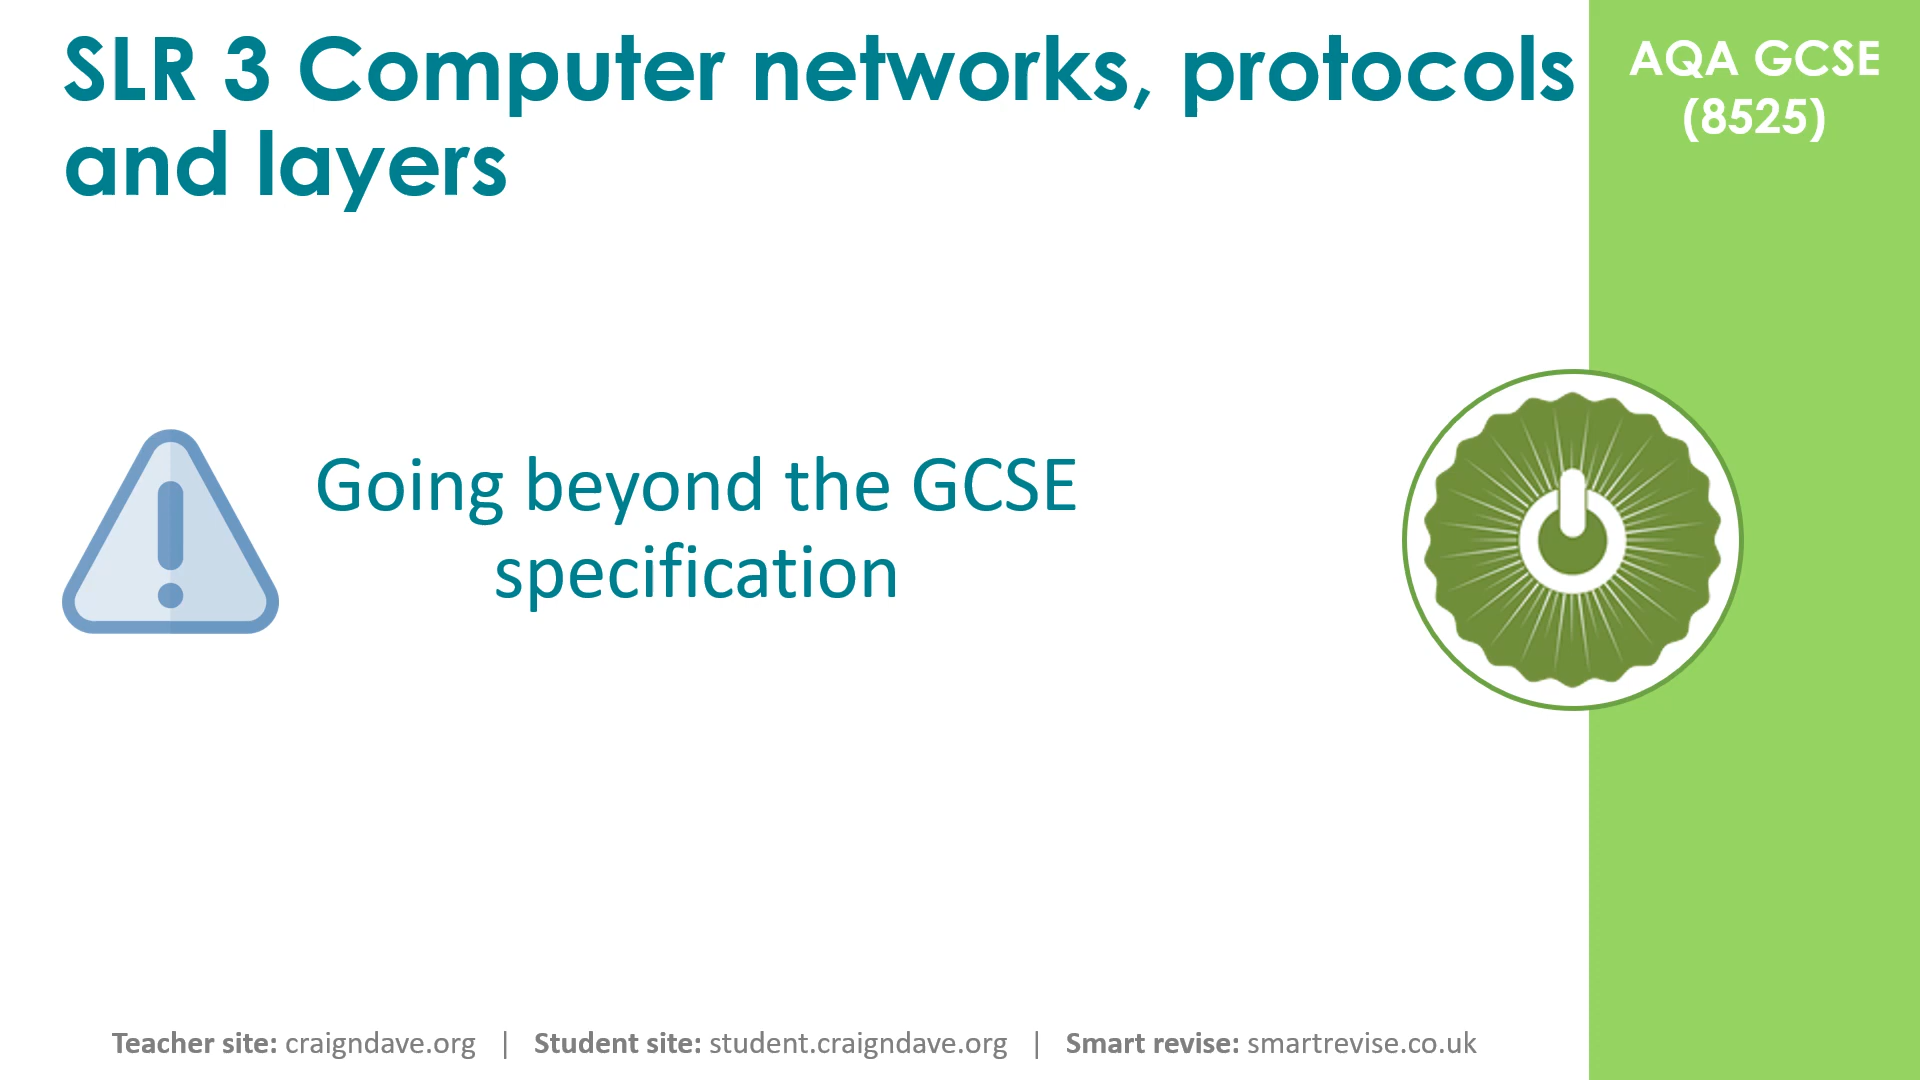 SLR 3 Computer networks, protocols
and layers
AQA GCSE
(8525)
Going beyond the GCSE
specification
Teacher site: craigndave.org | Student site: student.craigndave.org | Smart revise: smartrevise.co.uk